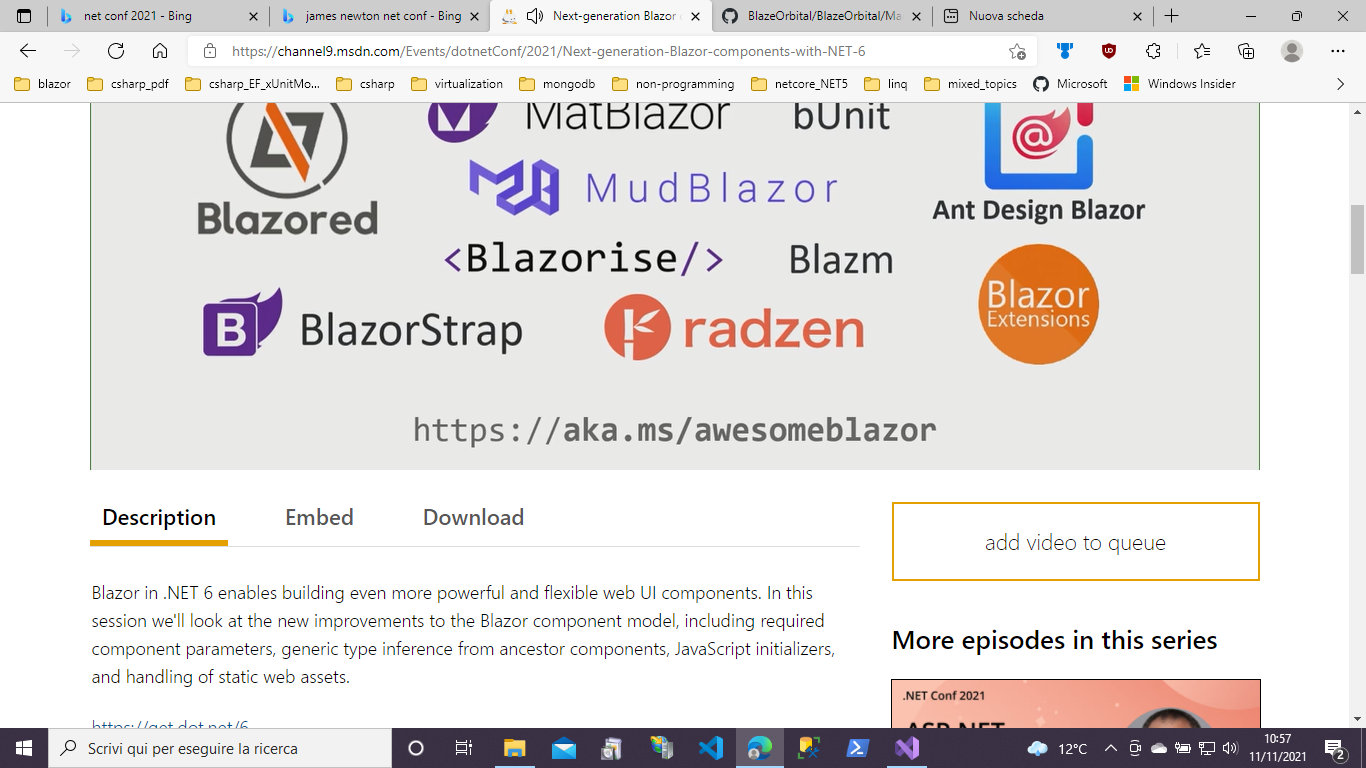 net conf 2021 - Bing
james newton net conf - Bing
Next-generation Blazor c
BlazeOrbital/BlazeOrbital/Ma
Nuova scheda
https://channel9.msdn.com/Events/dotnetConf/2021/Next-generation-Blazor-components-with-NET-6
blazor
csharp_pdf
csharp_EF_xUnitMo...
csharp
virtualization
mongodb
non-programming
netcore_NET5
linq
mixed_topics
Microsoft
Windows Insider
MatBlazor
bUnit
Blazored
MudBlazor
Ant Design Blazor
<Blazorise/>
Blazm
Blazor
Extensions
B BlazorStrap
radzen
https://aka.ms/awesomeblazor
Description
Embed
Download
add video to queue
Blazor in .NET 6 enables building even more powerful and flexible web UI components. In this
session we'll look at the new improvements to the Blazor component model, including required
component parameters, generic type inference from ancestor components, JavaScript initializers,
and handling of static web assets.
https://get.dot.net/6
More episodes in this series
.NET Conf 2021
ASP.NET
Scrivi qui per eseguire la ricerca
12°C
10:57
11/11/2021
2